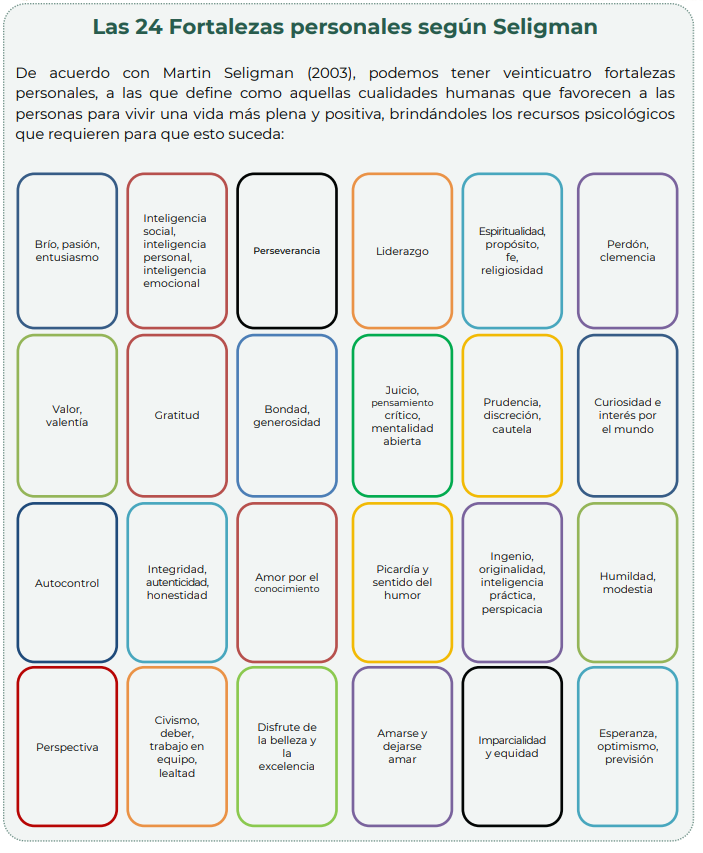 Las 24 Fortalezas personales según Seligman
De acuerdo con Martin Seligman (2003), podemos tener veinticuatro fortalezas
personales, a las que define como aquellas cualidades humanas que favorecen a las
personas para vivir una vida más plena y positiva, brindándoles los recursos psicológicos
que requieren para que esto suceda:
Brío, pasión,
entusiasmo
Inteligencia
social,
inteligencia
personal,
inteligencia
emocional
Perseverancia
Liderazgo
Espiritualidad,
propósito,
fe,
religiosidad
Perdón,
clemencia
Valor,
valentía
Gratitud
Bondad,
generosidad
Juicio,
pensamiento
crítico,
mentalidad
abierta
Prudencia,
discreción,
cautela
Curiosidad e
interés por
el mundo
Autocontrol
Integridad,
autenticidad,
honestidad
Amor por el
conocimiento
Picardía y
sentido del
humor
Ingenio,
originalidad,
inteligencia
práctica,
perspicacia
Humildad,
modestia
Perspectiva
Civismo,
deber,
trabajo en
equipo,
lealtad
Disfrute de
la belleza y
la
excelencia
Amarse y
dejarse
amar
Imparcialidad
y equidad
Esperanza,
optimismo,
previsión